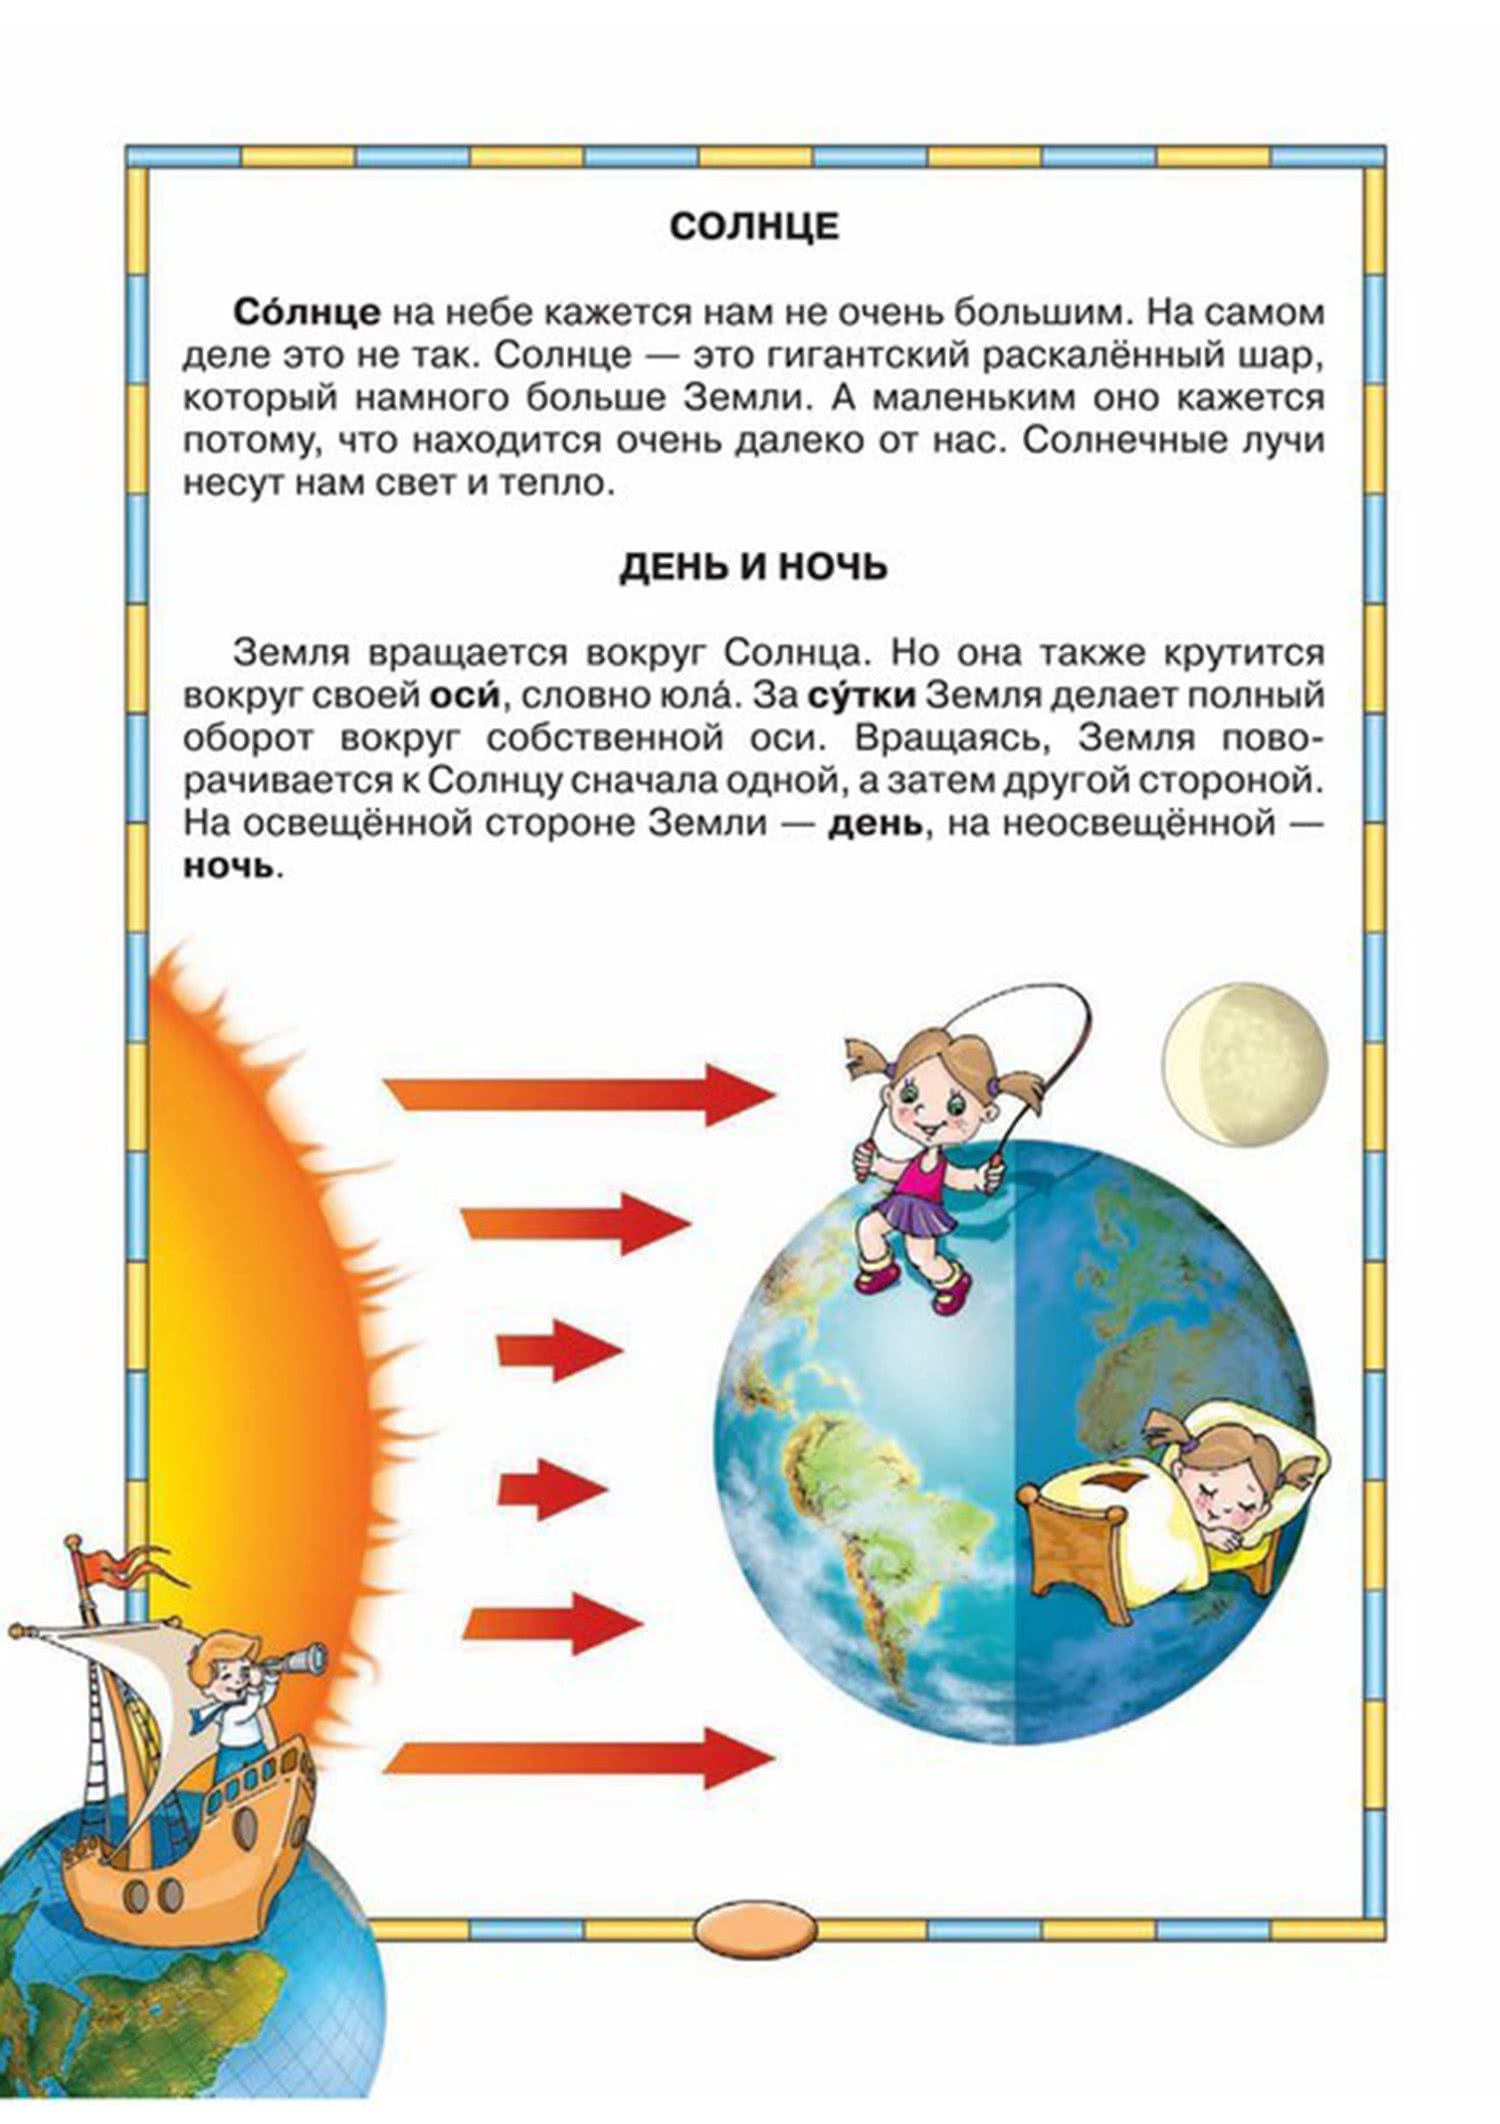 СОЛНЦЕ
Со́лнце на небе кажется нам не очень большим. На самом
деле это не так. Солнце — это гигантский раскалённый шар,
который намного больше Земли. А маленьким оно кажется
потому, что находится очень далеко от нас. Солнечные лучи
несут нам свет и тепло.
ДЕНЬ И НОЧЬ
Земля вращается вокруг Солнца. Но она также крутится
вокруг своей оси́, словно юла́. За су́тки Земля делает полный
оборот вокруг собственной оси. Вращаясь, Земля пово-
рачивается к Солнцу сначала одной, а затем другой стороной.
На освещённой стороне Земли — день, на неосвещённой —
ночь.